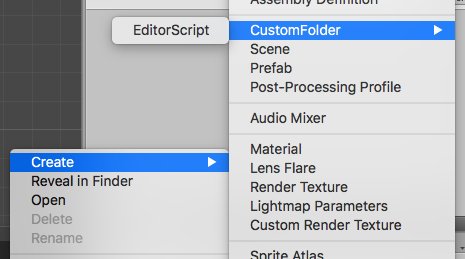 Assembly Definition
EditorScript
CustomFolder
Scene
Prefab
Post-Processing Profile
Audio Mixer
Material
Lens Flare
Render Texture
Lightmap Parameters
Custom Render Texture
Sprite Atlas
Create
Reveal in Finder
Open
Delete
Rename